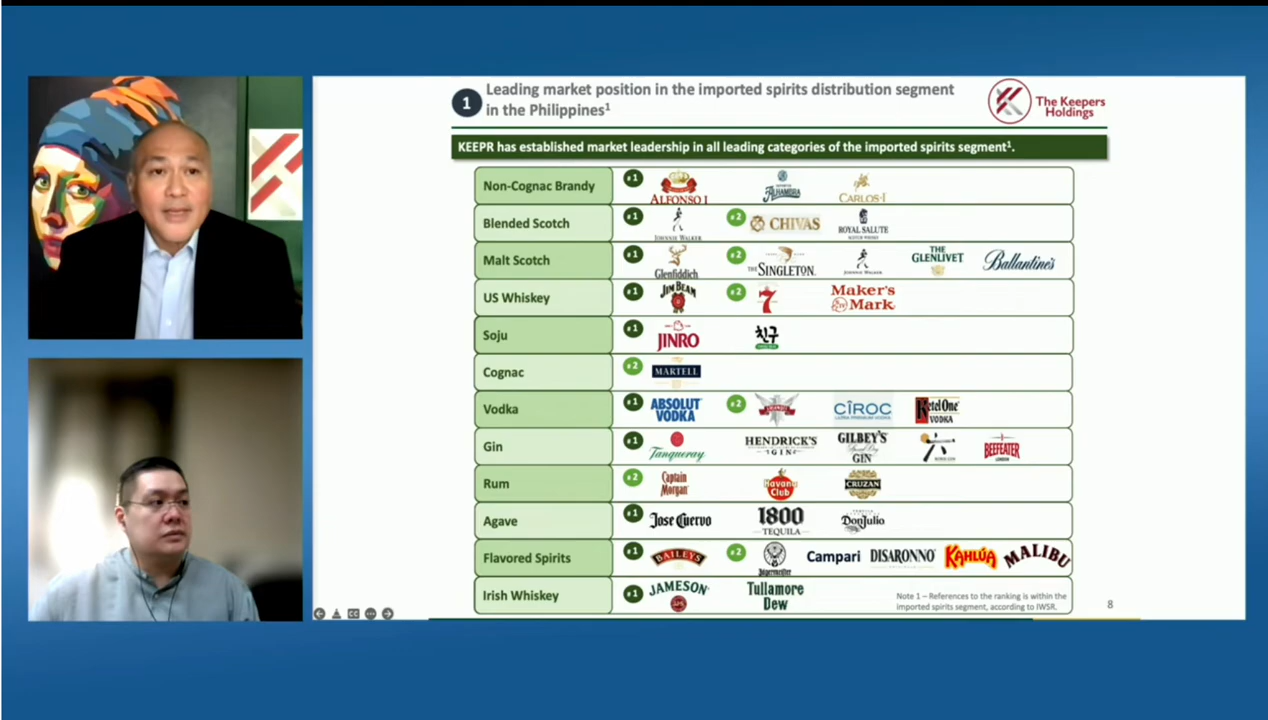 1
Leading market position in the imported spirits distribution segment
in the Philippines¹
The Keepers
Holdings
KEEPR has established market leadership in all leading categories of the imported spirits segment¹.
Non-Cognac Brandy
#1
ALFONSO I
ALHAMBRA
CARLOS I
Blended Scotch
#1
JOHNNIE WALKER
#2
CHIVAS
ROYAL SALUTE
SCOTCH WHISKY
Malt Scotch
#1
Glenfiddich
#2
THE SINGLETON
JOHNNIE WALKER
THE
GLENLIVET
Ballantine's
US Whiskey
#1
JIM BEAM
#2
7
Maker's
Mark
Soju
#1
JINRO
친구
Cognac
#2
MARTELL
Vodka
#1
ABSOLUT
VODKA
#2
CÎROC
Ketel One
VODKA
Gin
#1
Tanqueray
HENDRICK'S
GIN
GILBEY'S
Special Dry
GIN
六
BEEFEATER
LONDON
Rum
#2
Captain
Morgan
Havana
Club
CRUZAN
Agave
#1
Jose Cuervo
1800
TEQUILA
Don Julio
Flavored Spirits
#1
BAILEYS
#2
Jägermeister
Campari
DISARONNO
KAHLÚA
MALIBU
Irish Whiskey
#1
JAMESON
Tullamore
Dew
Note 1 – References to the ranking is within the
imported spirits segment, according to IWSR.
8
CC